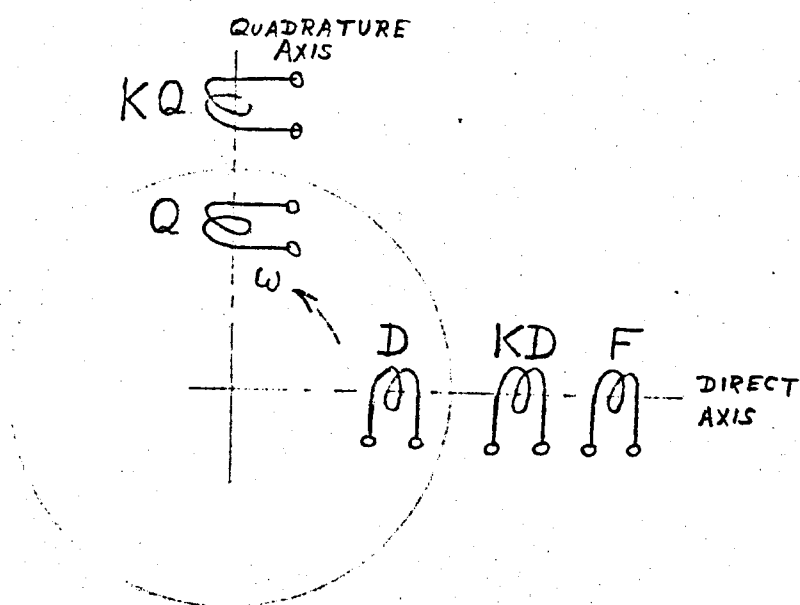 QUADRATURE
AXIS
KQ
Q
ω
D
KD
F
DIRECT
AXIS